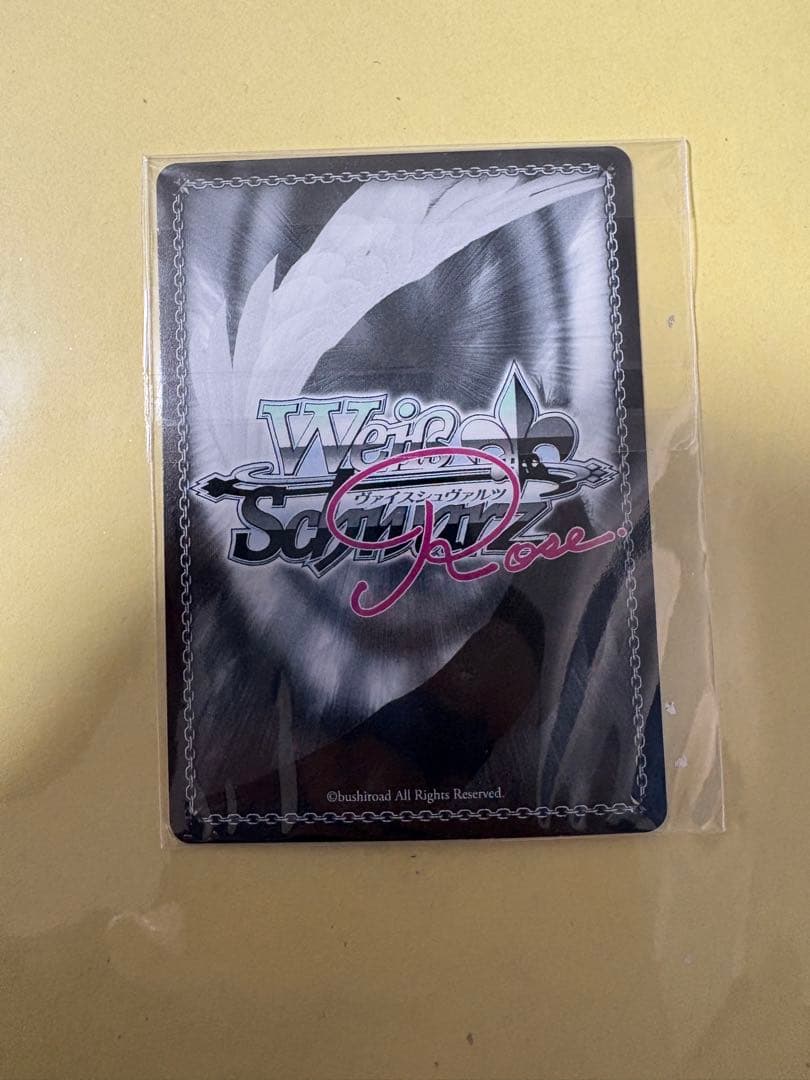 Weiß
ヴァイスシュヴァルツ
Schwarz
Rose.
©bushiroad All Rights Reserved.